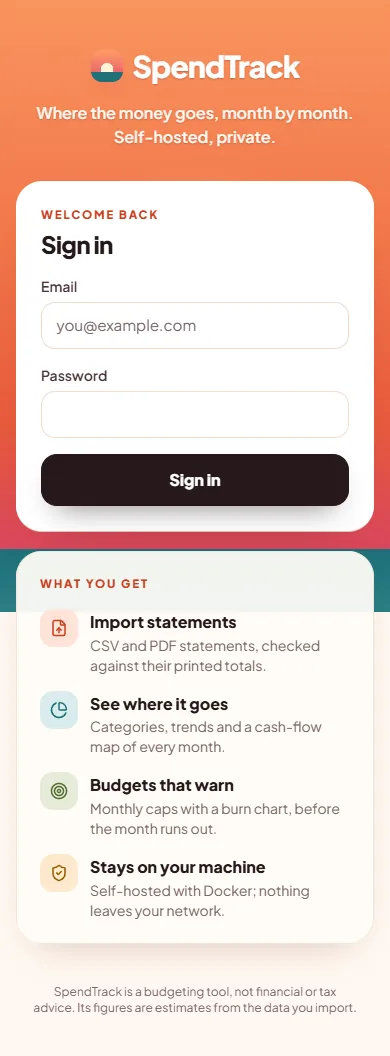 SpendTrack
Where the money goes, month by month.
Self-hosted, private.
WELCOME BACK
Sign in
Email
you@example.com
Password
Sign in
WHAT YOU GET
Import statements
CSV and PDF statements, checked
against their printed totals.
See where it goes
Categories, trends and a cash-flow
map of every month.
Budgets that warn
Monthly caps with a burn chart, before
the month runs out.
Stays on your machine
Self-hosted with Docker; nothing
leaves your network.
SpendTrack is a budgeting tool, not financial or tax
advice. Its figures are estimates from the data you import.